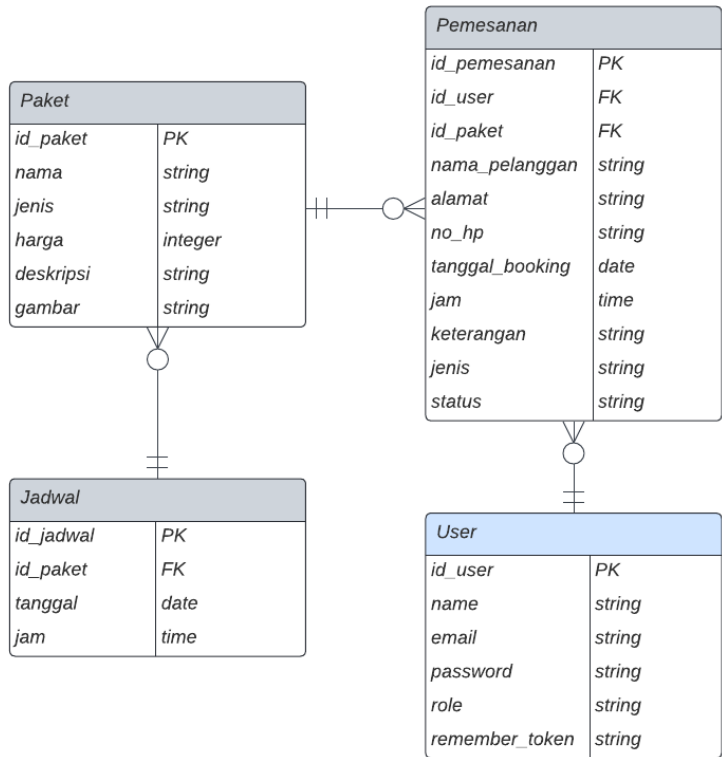 Paket
id_paket PK
nama string
jenis string
harga integer
deskripsi string
gambar string
Pemesanan
id_pemesanan PK
id_user FK
id_paket FK
nama_pelanggan string
alamat string
no_hp string
tanggal_booking date
jam time
keterangan string
jenis string
status string
Jadwal
id_jadwal PK
id_paket FK
tanggal date
jam time
User
id_user PK
name string
email string
password string
role string
remember_token string